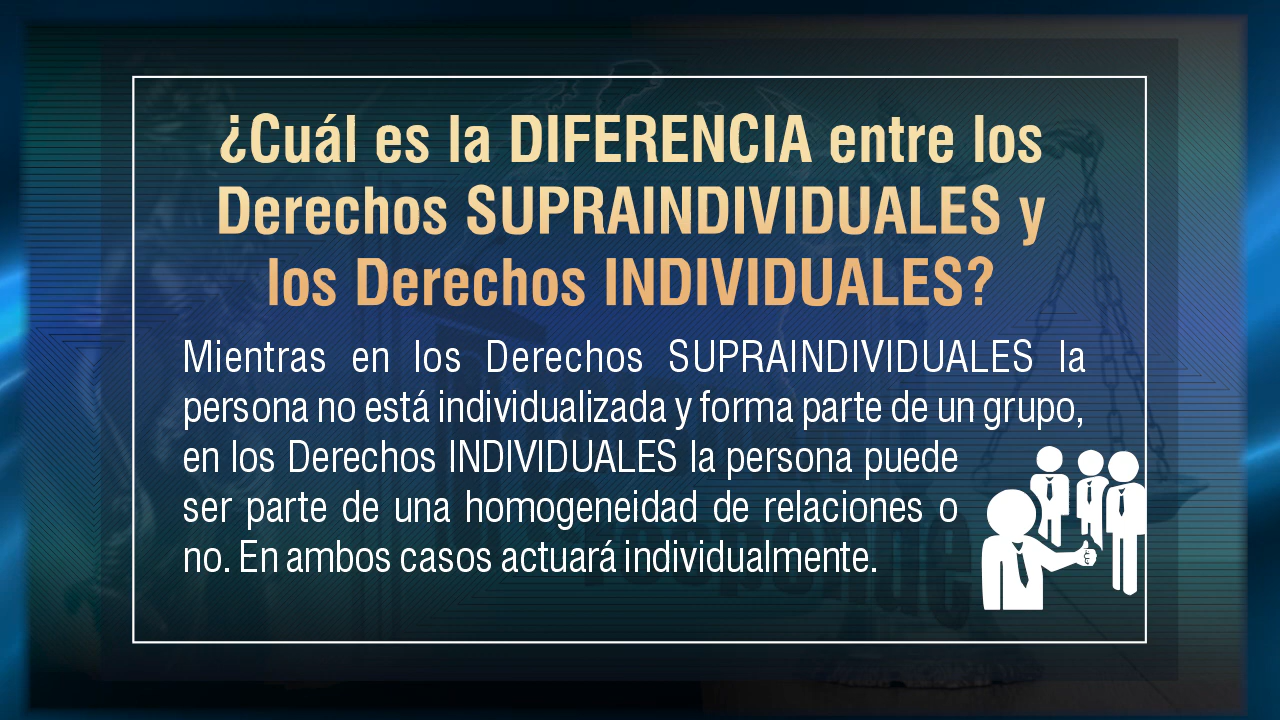 ¿Cuál es la DIFERENCIA entre los
Derechos SUPRAINDIVIDUALES y
los Derechos INDIVIDUALES?
Mientras en los Derechos SUPRAINDIVIDUALES la
persona no está individualizada y forma parte de un grupo,
en los Derechos INDIVIDUALES la persona puede
ser parte de una homogeneidad de relaciones o
no. En ambos casos actuará individualmente.